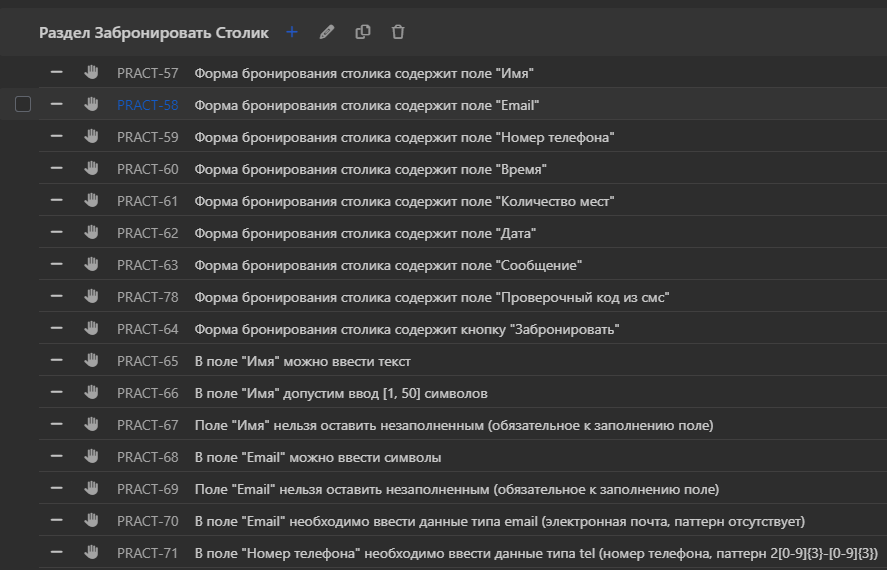 Раздел Забронировать Столик
PRACT-57 Форма бронирования столика содержит поле "Имя"
PRACT-58 Форма бронирования столика содержит поле "Email"
PRACT-59 Форма бронирования столика содержит поле "Номер телефона"
PRACT-60 Форма бронирования столика содержит поле "Время"
PRACT-61 Форма бронирования столика содержит поле "Количество мест"
PRACT-62 Форма бронирования столика содержит поле "Дата"
PRACT-63 Форма бронирования столика содержит поле "Сообщение"
PRACT-78 Форма бронирования столика содержит поле "Проверочный код из смс"
PRACT-64 Форма бронирования столика содержит кнопку "Забронировать"
PRACT-65 В поле "Имя" можно ввести текст
PRACT-66 В поле "Имя" допустим ввод [1, 50] символов
PRACT-67 Поле "Имя" нельзя оставить незаполненным (обязательное к заполнению поле)
PRACT-68 В поле "Email" можно ввести символы
PRACT-69 Поле "Email" нельзя оставить незаполненным (обязательное к заполнению поле)
PRACT-70 В поле "Email" необходимо ввести данные типа email (электронная почта, паттерн отсутствует)
PRACT-71 В поле "Номер телефона" необходимо ввести данные типа tel (номер телефона, паттерн 2[0-9]{3}-[0-9]{3})